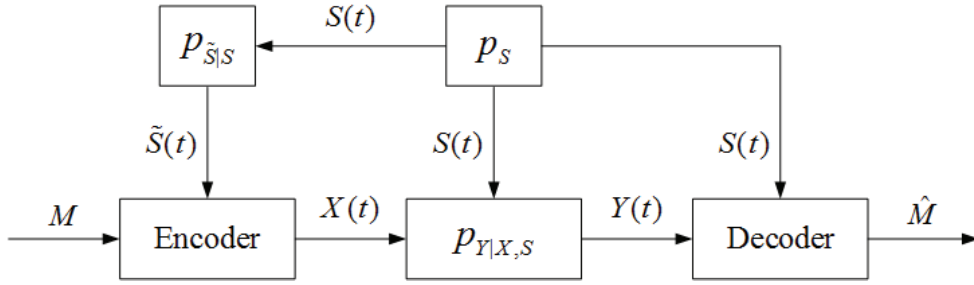 S(t)
p_{S̃|S}
p_S
S̃(t)
S(t)
S(t)
M
Encoder
X(t)
p_{Y|X,S}
Y(t)
Decoder
M̂